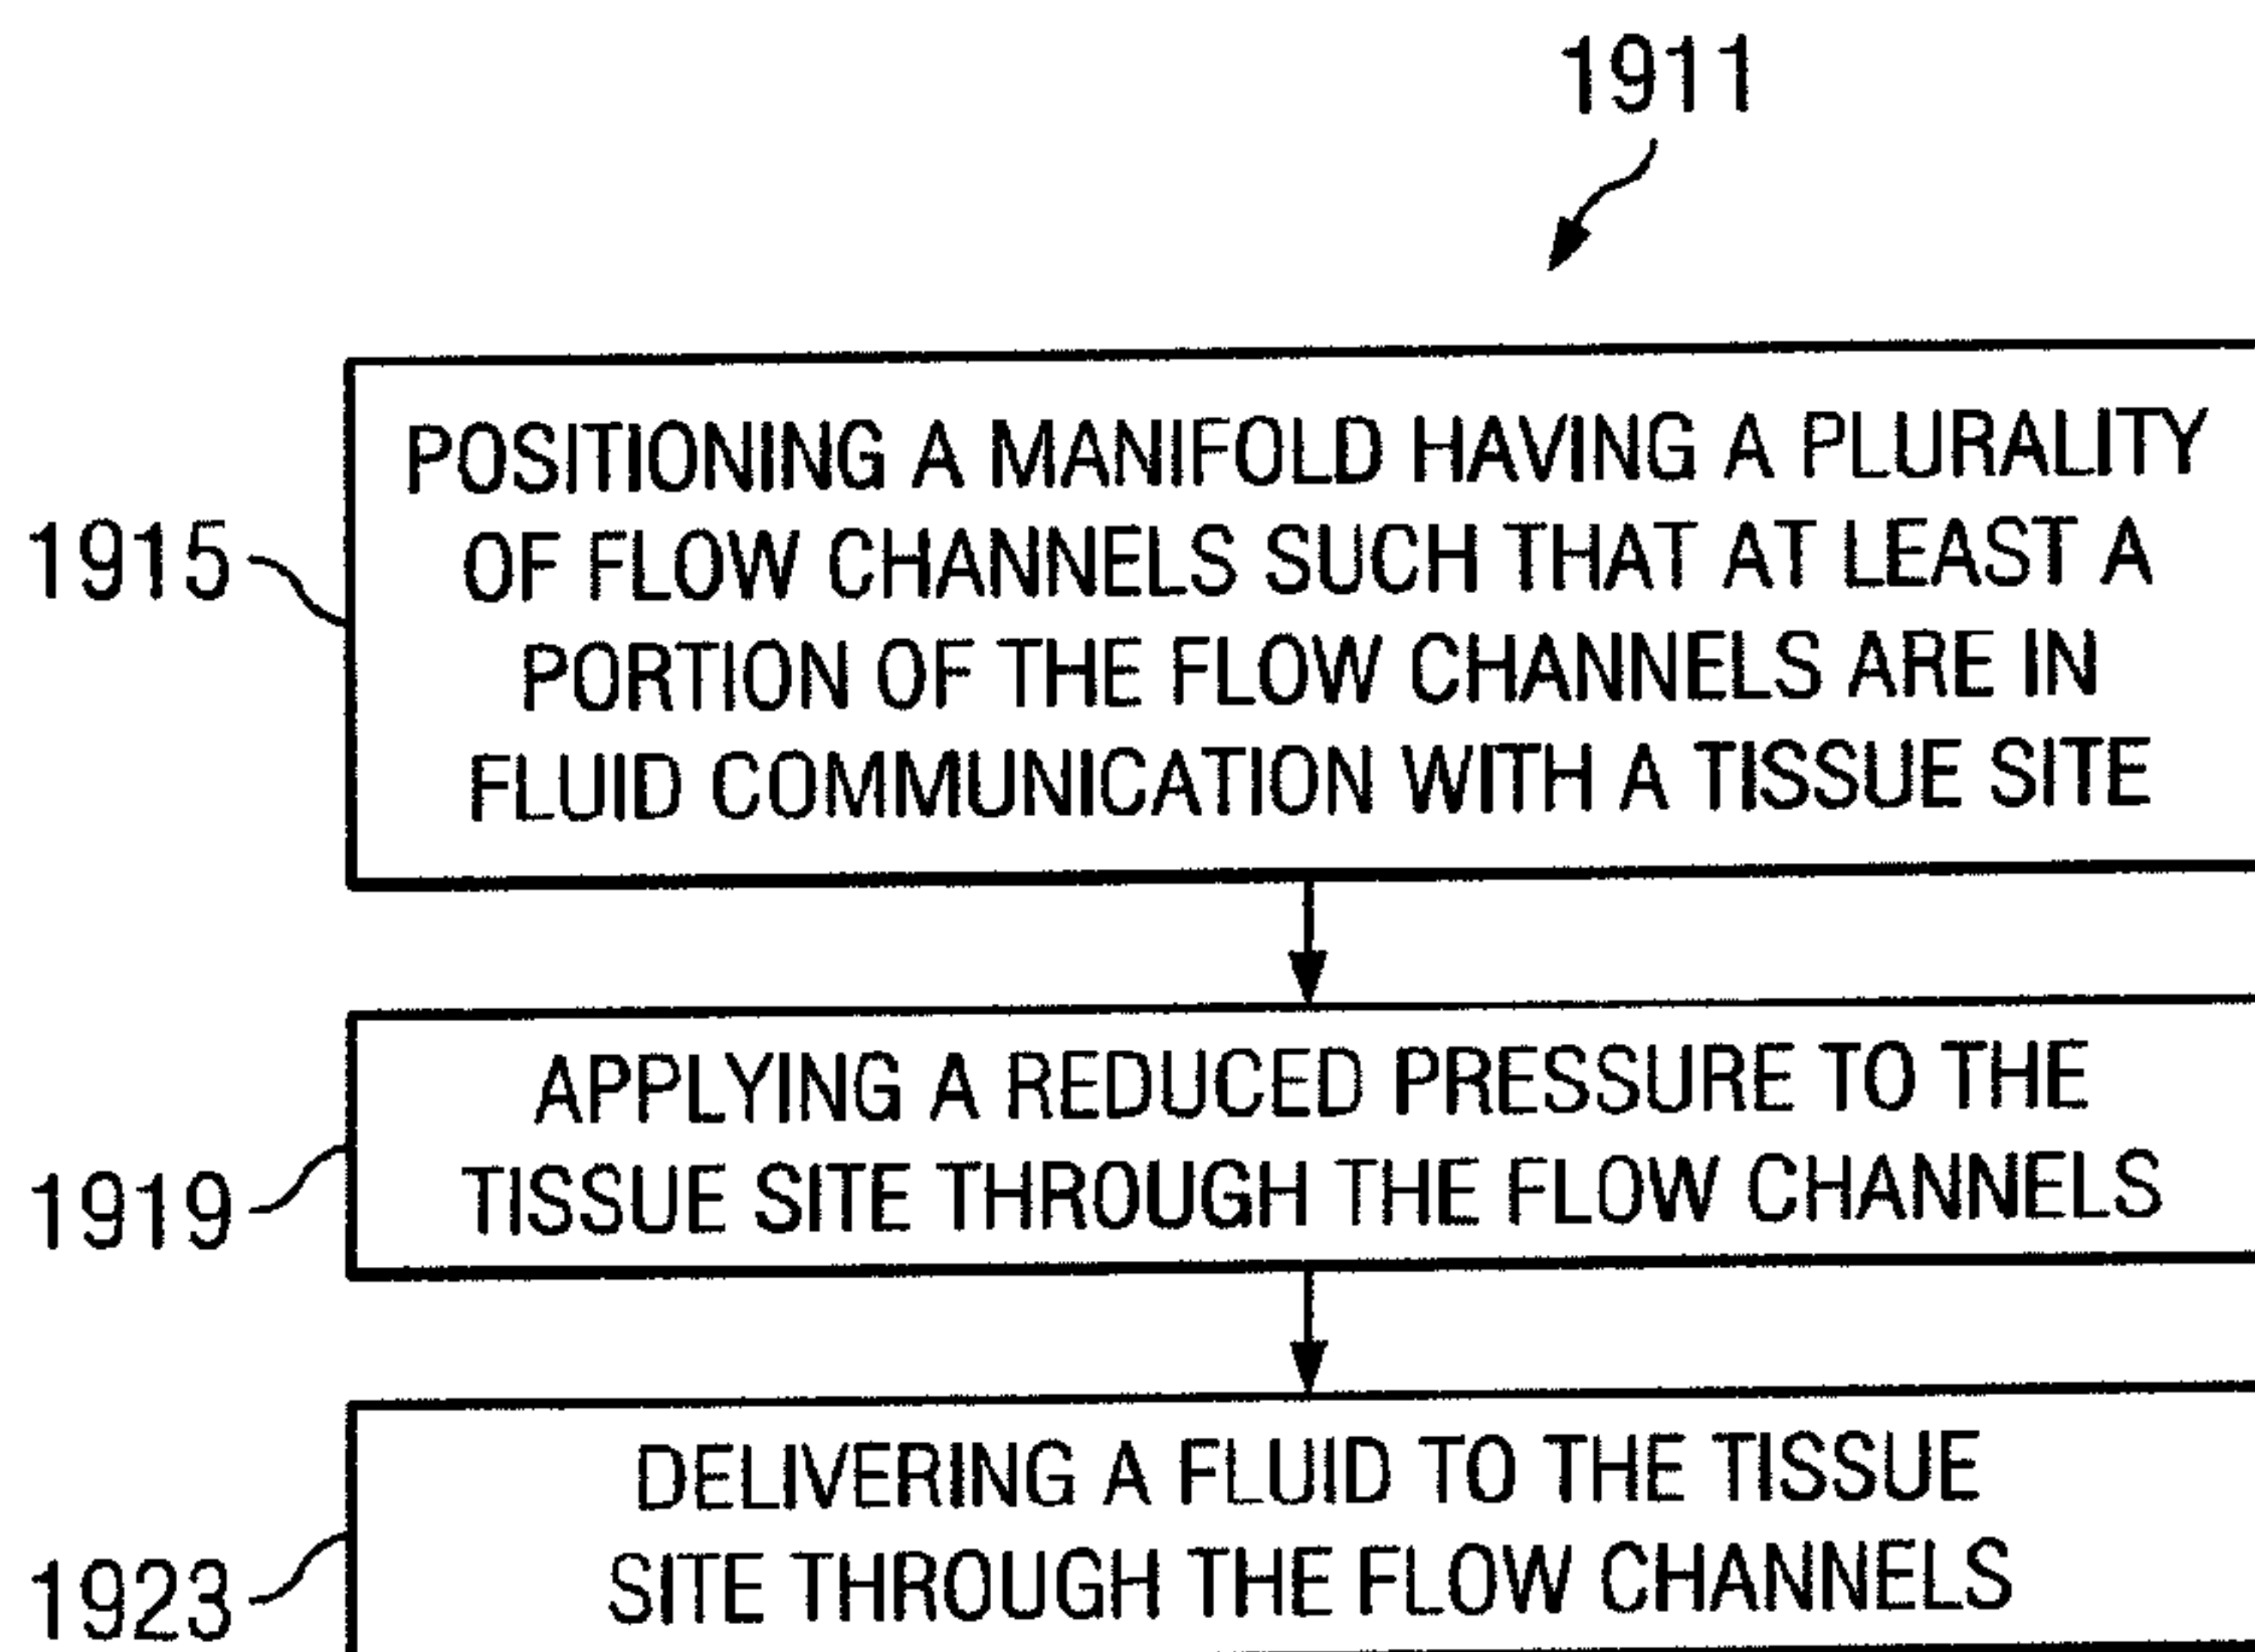 1911
POSITIONING A MANIFOLD HAVING A PLURALITY
OF FLOW CHANNELS SUCH THAT AT LEAST A
1915
PORTION OF THE FLOW CHANNELS ARE IN
FLUID COMMUNICATION WITH A TISSUE SITE
APPLYING A REDUCED PRESSURE TO THE
TISSUE SITE THROUGH THE FLOW CHANNELS
1919
DELIVERING A FLUID TO THE TISSUE
SITE THROUGH THE FLOW CHANNELS
1923